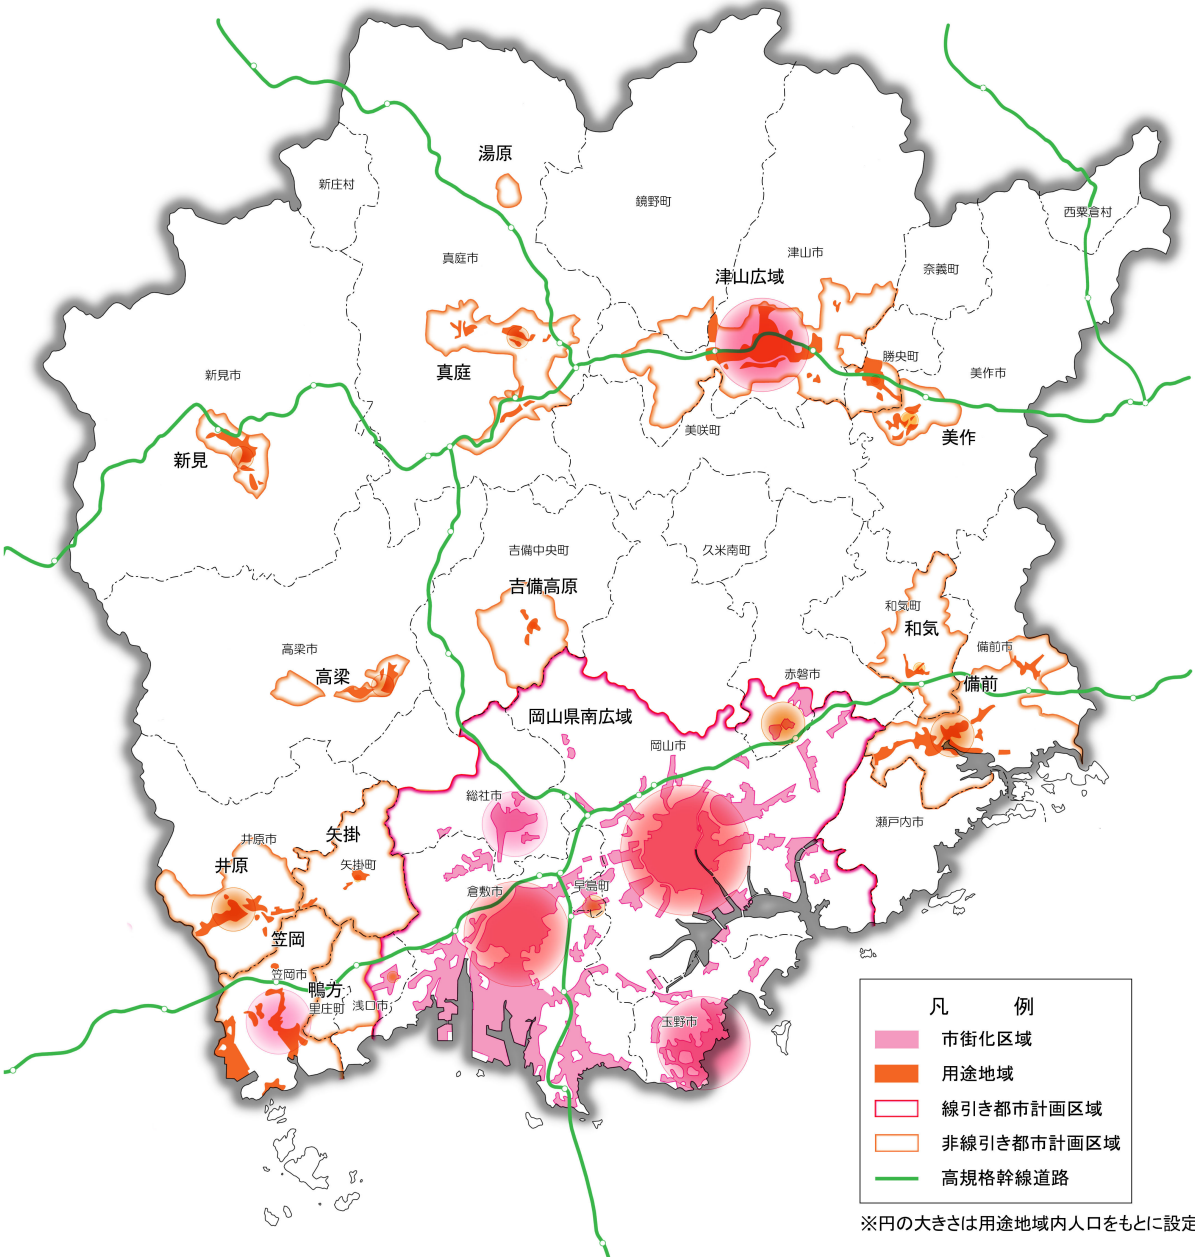 湯原
新庄村
鏡野町
西粟倉村
真庭市
津山市
奈義町
津山広域
勝央町
真庭
新見市
美作市
美咲町
美作
新見
吉備中央町
久米南町
吉備高原
和気町
和気
高梁市
備前市
高梁
赤磐市
備前
岡山県南広域
岡山市
総社市
瀬戸内市
矢掛
井原市
井原
矢掛町
倉敷市
早島町
笠岡
笠岡市
鴨方
里庄町
浅口市
玉野市
凡 例
市街化区域
用途地域
線引き都市計画区域
非線引き都市計画区域
高規格幹線道路
※円の大きさは用途地域内人口をもとに設定